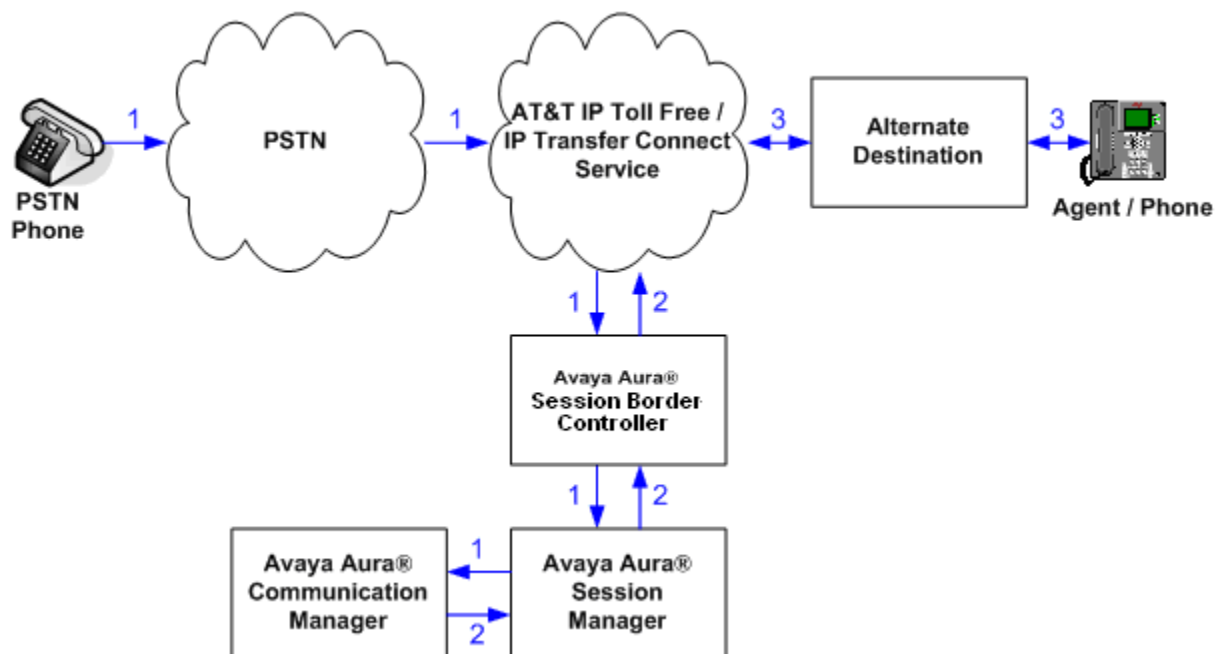 1
PSTN
Phone
PSTN
1
AT&T IP Toll Free /
IP Transfer Connect
Service
3
Alternate
Destination
3
Agent / Phone
1
2
Avaya Aura®
Session Border
Controller
1
2
Avaya Aura®
Communication
Manager
1
2
Avaya Aura®
Session
Manager